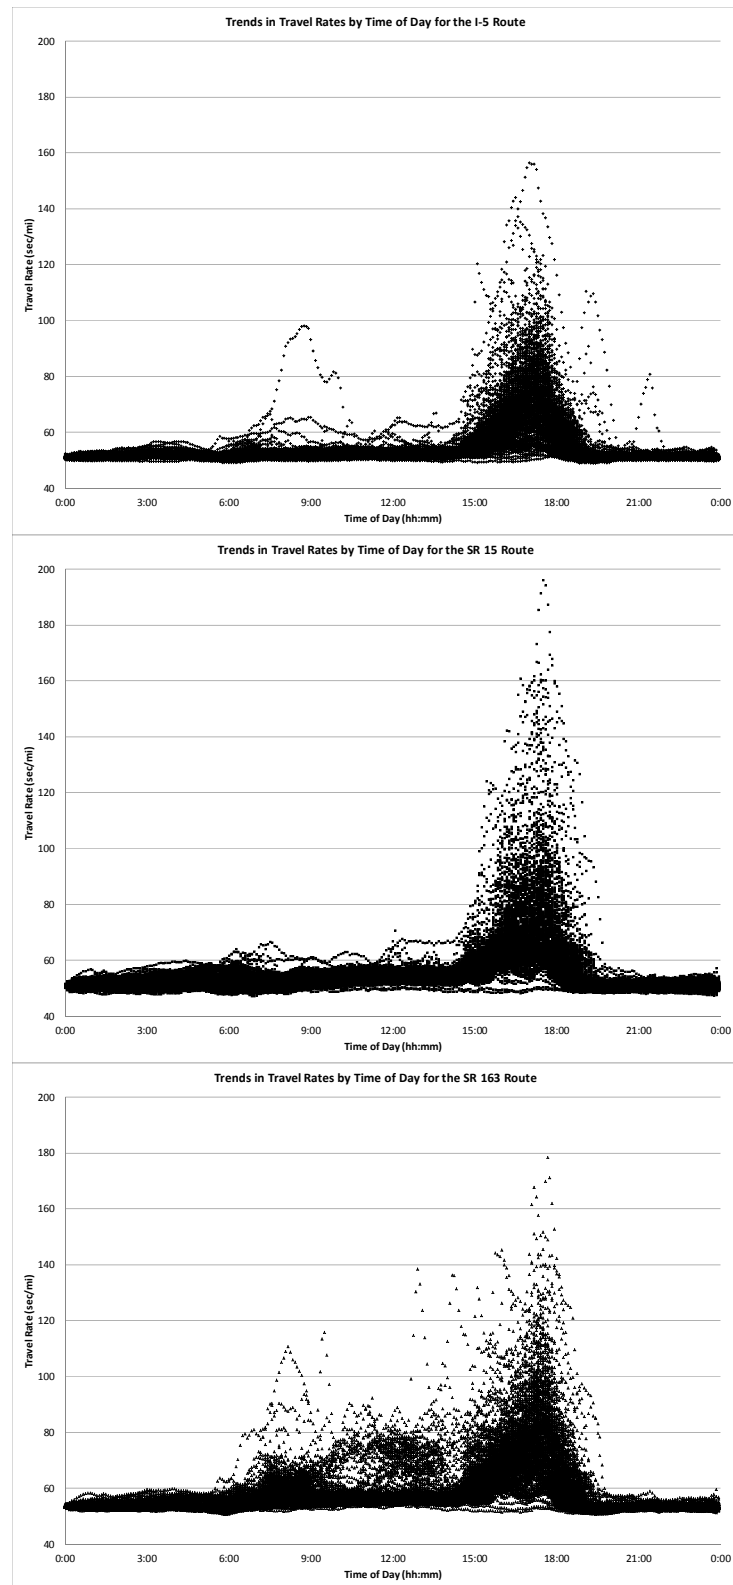 Trends in Travel Rates by Time of Day for the I-5 Route
200
180
160
140
120
100
80
60
40
Travel Rate (sec/mi)
0:00 3:00 6:00 9:00 12:00 15:00 18:00 21:00 0:00
Time of Day (hh:mm)
Trends in Travel Rates by Time of Day for the SR 15 Route
200
180
160
140
120
100
80
60
40
Travel Rate (sec/mi)
0:00 3:00 6:00 9:00 12:00 15:00 18:00 21:00 0:00
Time of Day (hh:mm)
Trends in Travel Rates by Time of Day for the SR 163 Route
200
180
160
140
120
100
80
60
40
Travel Rate (sec/mi)
0:00 3:00 6:00 9:00 12:00 15:00 18:00 21:00 0:00
Time of Day (hh:mm)